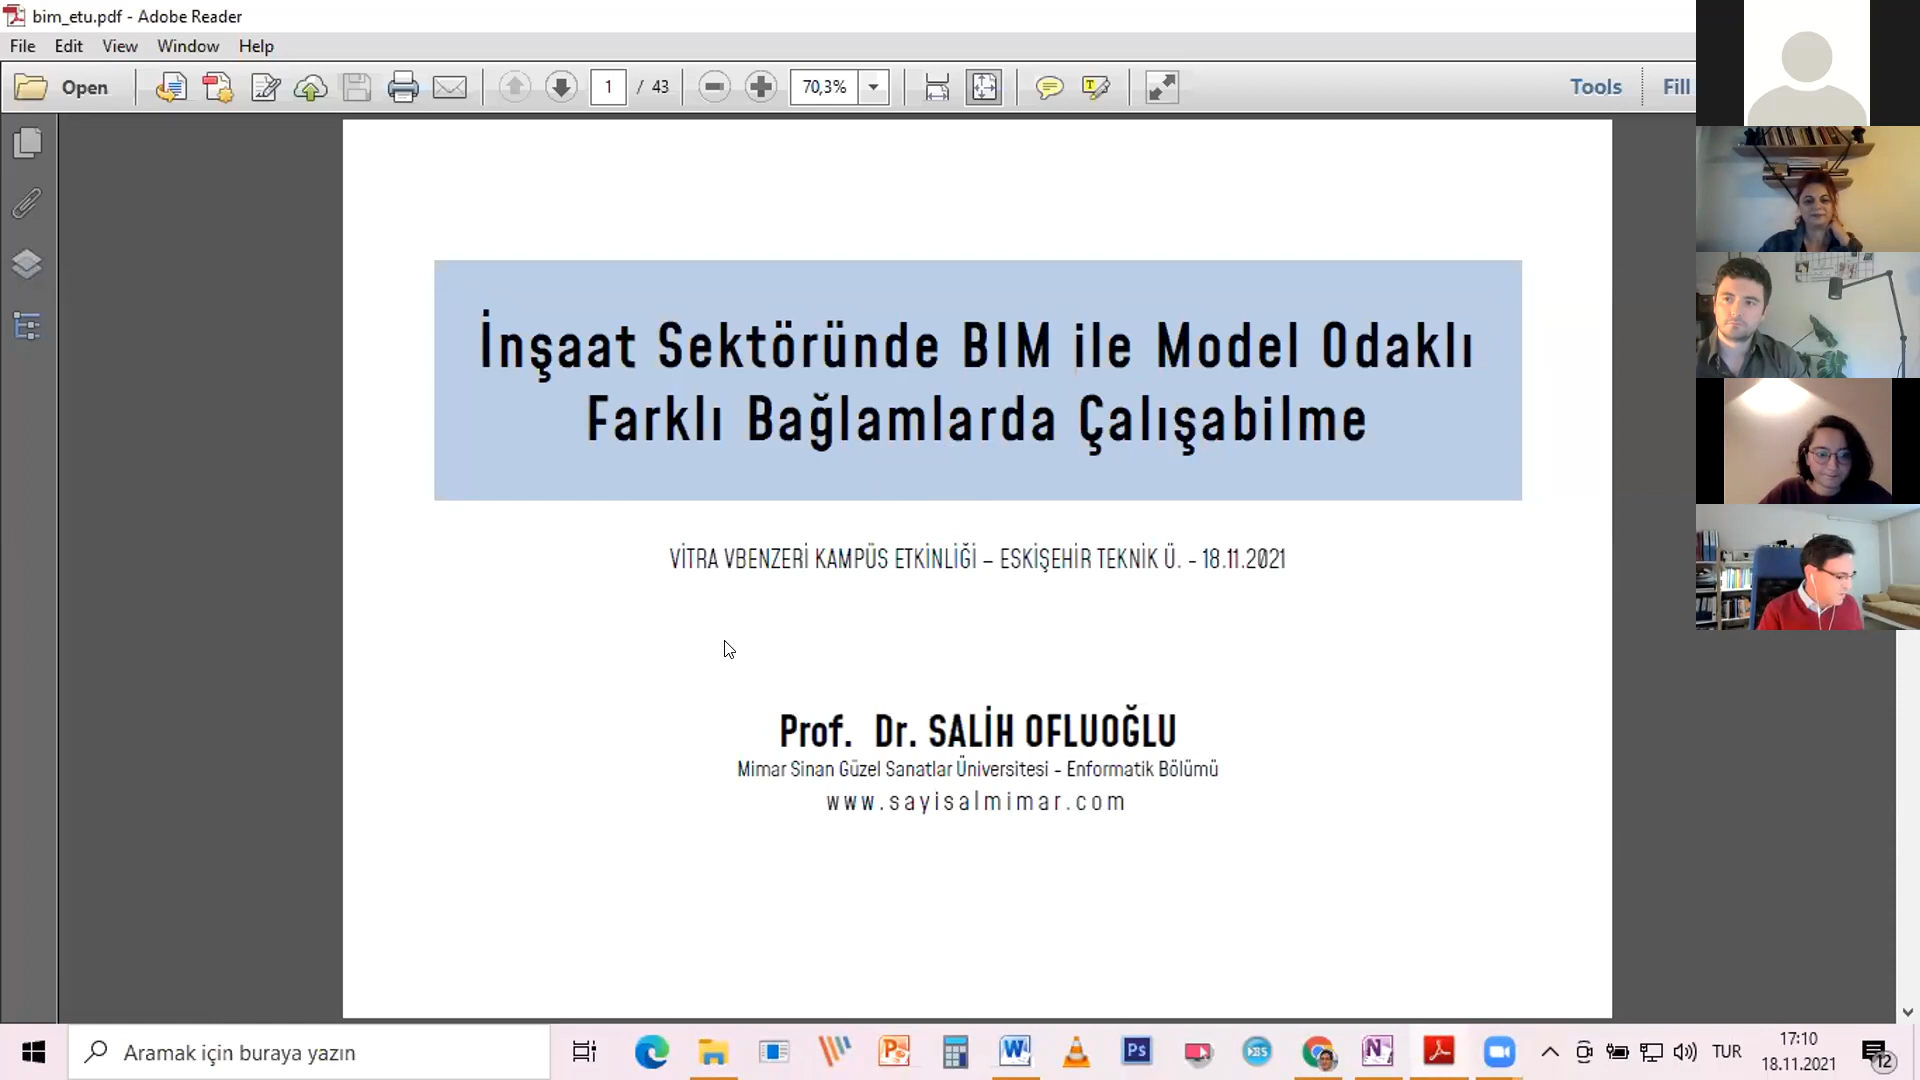 bim_etu.pdf - Adobe Reader
File Edit View Window Help
Open 1 / 43 70,3% Tools Fill
İnşaat Sektöründe BIM ile Model Odaklı
Farklı Bağlamlarda Çalışabilme
VİTRA VBENZERİ KAMPÜS ETKİNLİĞİ – ESKİŞEHİR TEKNİK Ü. - 18.11.2021
Prof. Dr. SALİH OFLUOĞLU
Mimar Sinan Güzel Sanatlar Üniversitesi - Enformatik Bölümü
www.sayisalmimar.com
Aramak için buraya yazın
TUR
17:10
18.11.2021
12